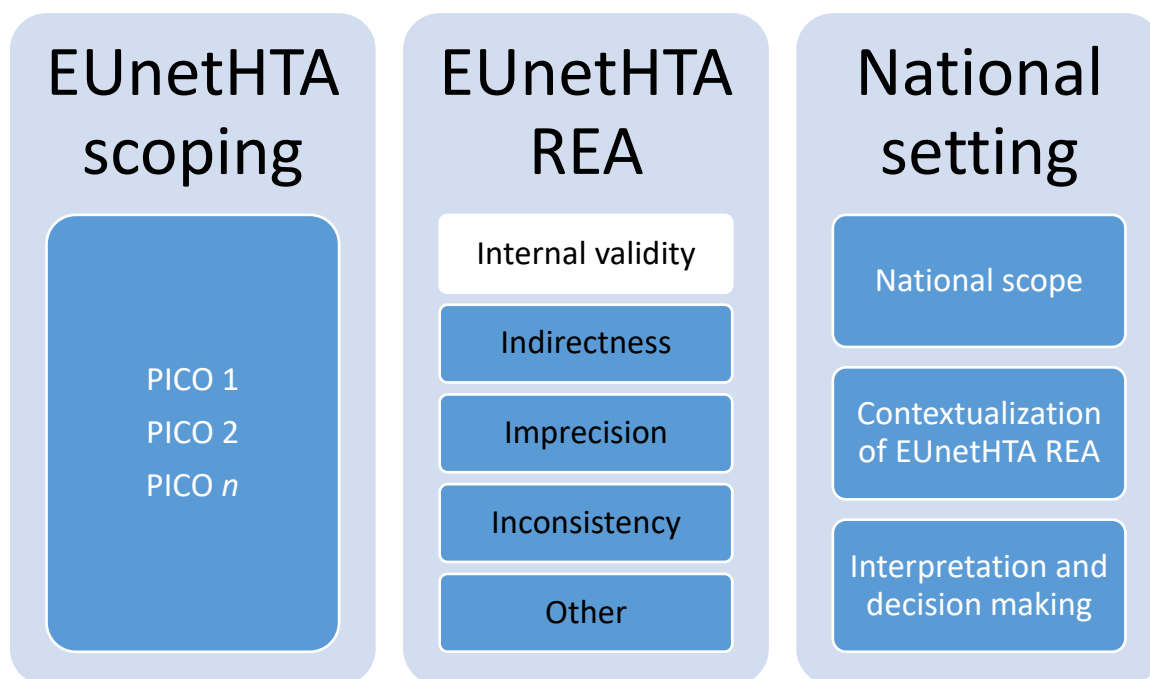 EUnetHTA
scoping
PICO 1
PICO 2
PICO n
EUnetHTA
REA
Internal validity
Indirectness
Imprecision
Inconsistency
Other
National
setting
National scope
Contextualization
of EUnetHTA REA
Interpretation and
decision making